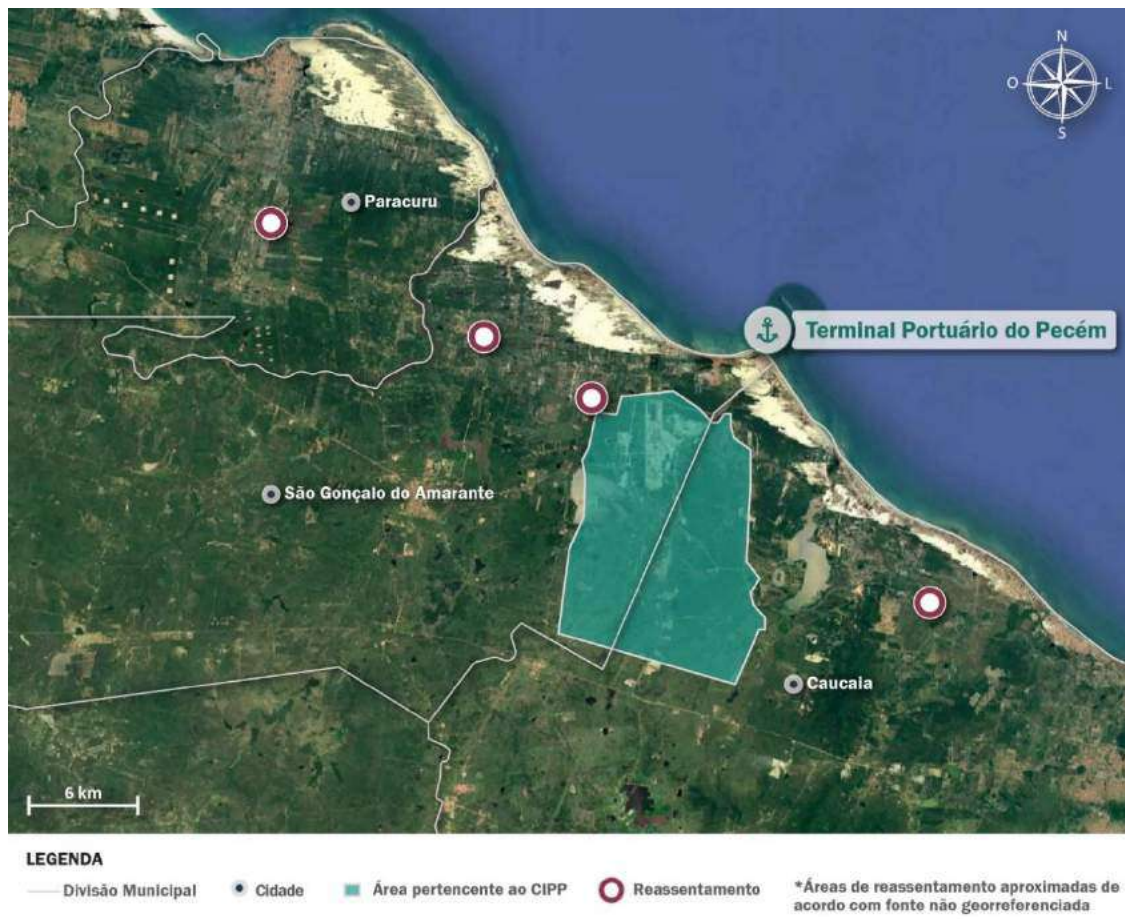 N
O L
S
Paracuru
Terminal Portuário do Pecém
São Gonçalo do Amarante
Caucaia
6 km
LEGENDA
Divisão Municipal Cidade Área pertencente ao CIPP Reassentamento
*Áreas de reassentamento aproximadas de
acordo com fonte não georreferenciada